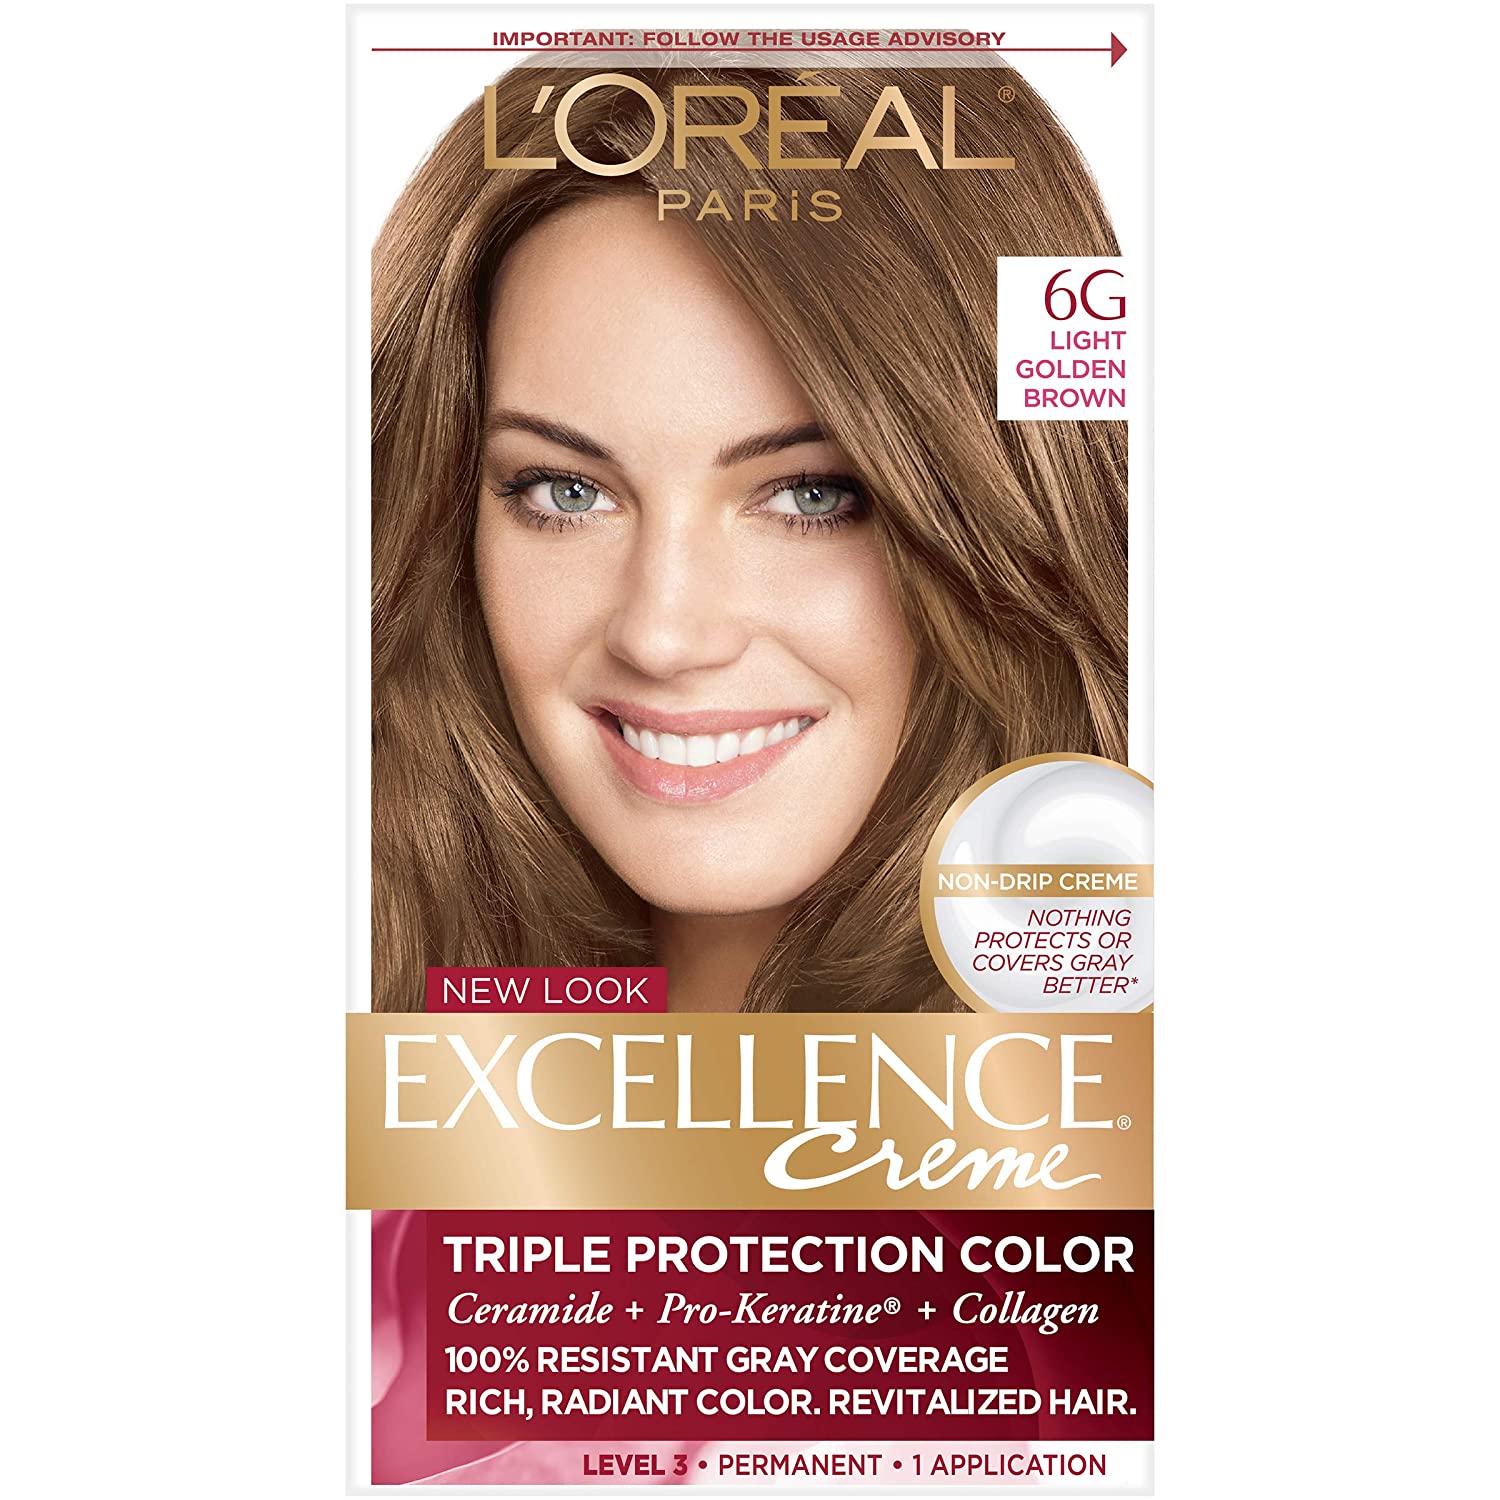 IMPORTANT: FOLLOW THE USAGE ADVISORY
L'ORÉAL®
PARiS
6G
LIGHT
GOLDEN
BROWN
NON-DRIP CREME
NOTHING
PROTECTS OR
COVERS GRAY
BETTER*
NEW LOOK
EXCELLENCE®
Creme
TRIPLE PROTECTION COLOR
Ceramide + Pro-Keratine® + Collagen
100% RESISTANT GRAY COVERAGE
RICH, RADIANT COLOR. REVITALIZED HAIR.
LEVEL 3 • PERMANENT • 1 APPLICATION